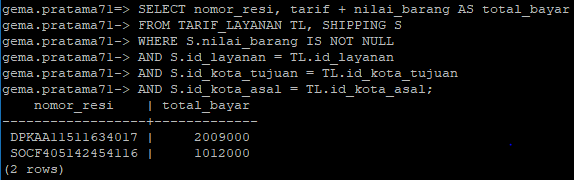 gema.pratama71=> SELECT nomor_resi, tarif + nilai_barang AS total_bayar
gema.pratama71-> FROM TARIF_LAYANAN TL, SHIPPING S
gema.pratama71-> WHERE S.nilai_barang IS NOT NULL
gema.pratama71-> AND S.id_layanan = TL.id_layanan
gema.pratama71-> AND S.id_kota_tujuan = TL.id_kota_tujuan
gema.pratama71-> AND S.id_kota_asal = TL.id_kota_asal;
nomor_resi | total_bayar
------------------+-------------
DPKAA11511634017 | 2009000
SOCF405142454116 | 1012000
(2 rows)